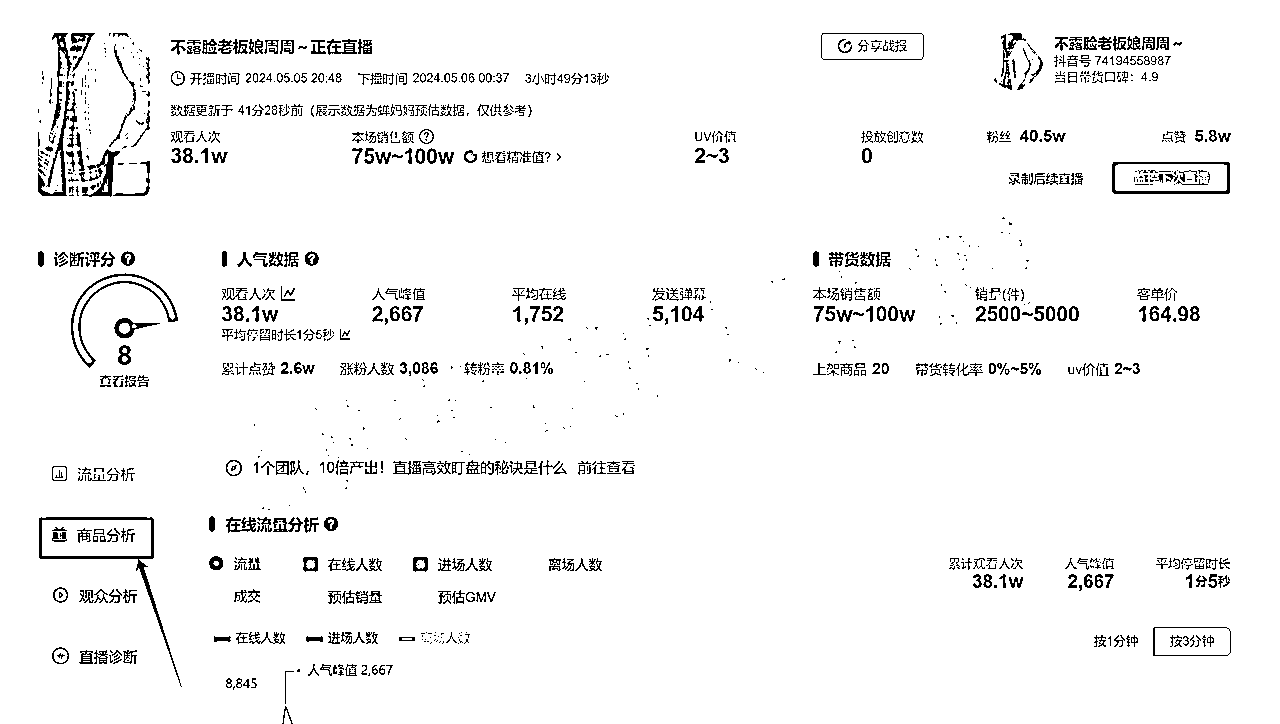 不露脸老板娘周周~正在直播
开播时间 2024.05.05 20:48 下播时间 2024.05.06 00:37 3小时49分13秒
数据更新于 41分28秒前（展示数据为蝉妈妈预估数据，仅供参考）
观看人次 本场销售额 UV价值 投放创意数
38.1w 75w~100w 想看精准值? > 2~3 0
分享战报
不露脸老板娘周周~
抖音号 74194558987
当日带货口碑：4.9
粉丝 40.5w 点赞 5.8w
录制后续直播 监控下次直播
诊断评分
8
查看报告
人气数据
观看人次 人气峰值 平均在线 发送弹幕
38.1w 2,667 1,752 5,104
平均停留时长1分5秒
累计点赞 2.6w 涨粉人数 3,086 转粉率 0.81%
带货数据
本场销售额 销量(件) 客单价
75w~100w 2500~5000 164.98
上架商品 20 带货转化率 0%~5% uv价值 2~3
1个团队，10倍产出！直播高效盯盘的秘诀是什么 前往查看
流量分析
商品分析
观众分析
直播诊断
在线流量分析
流量 在线人数 进场人数 离场人数
成交 预估销量 预估GMV
累计观看人次 人气峰值 平均停留时长
38.1w 2,667 1分5秒
在线人数 进场人数 离场人数
按1分钟 按3分钟
人气峰值 2,667
8,845